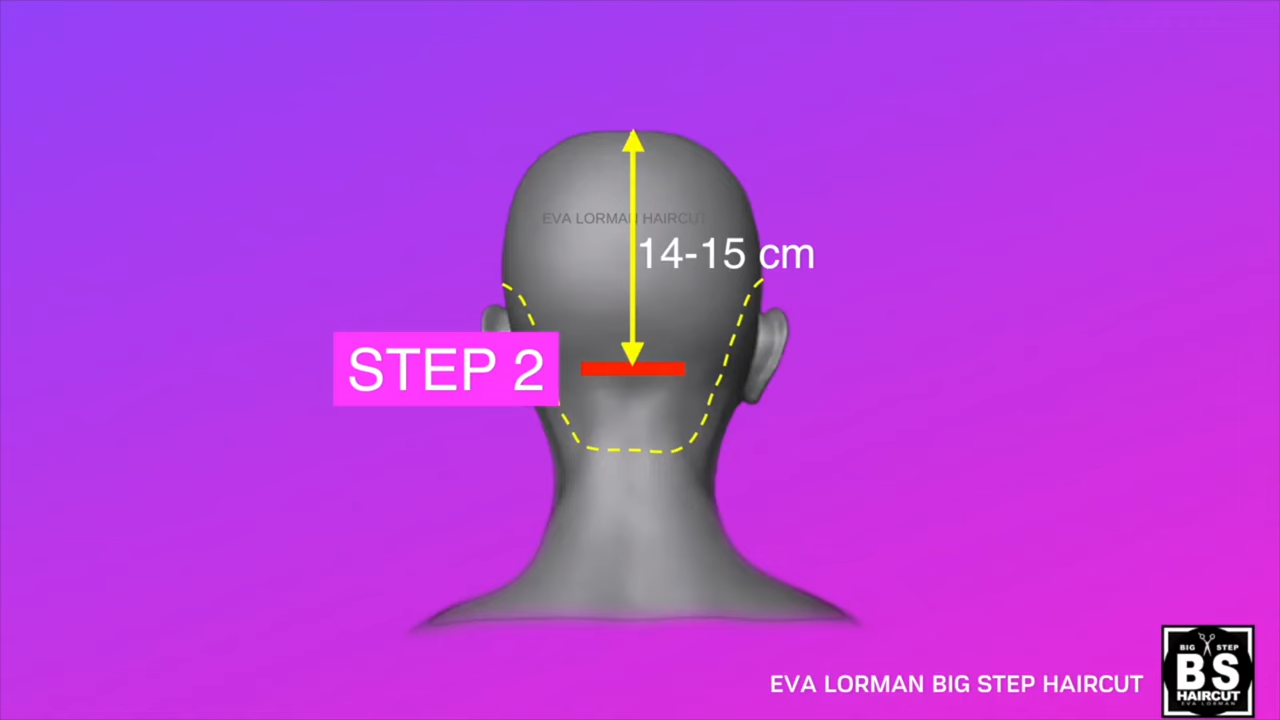 EVA LORMAN HAIRCUT
14-15 cm
STEP 2
EVA LORMAN BIG STEP HAIRCUT
BIG STEP
BS
HAIRCUT
EVA LORMAN